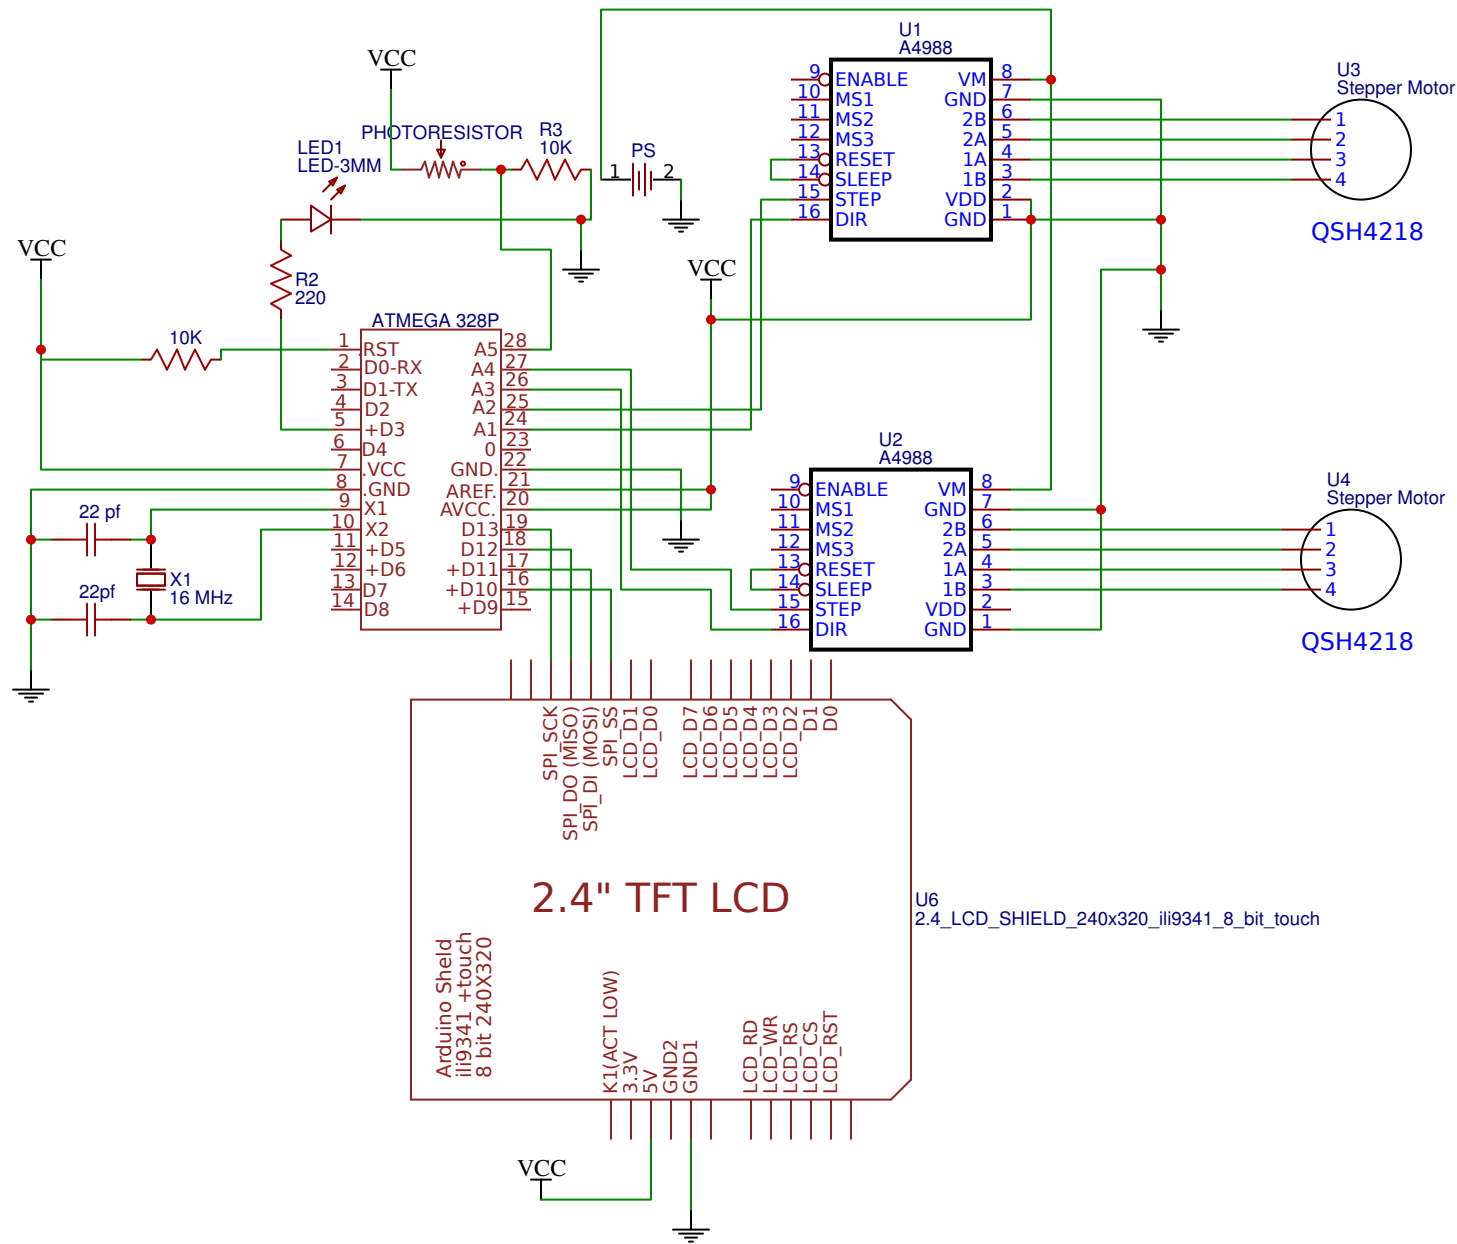 VCC
PHOTORESISTOR
R3
10K
LED1
LED-3MM
PS
1
2
VCC
R2
220
10K
VCC
U1
A4988
9 ENABLE
10 MS1
11 MS2
12 MS3
13 RESET
14 SLEEP
15 STEP
16 DIR
VM 8
GND 7
2B 6
2A 5
1A 4
1B 3
VDD 2
GND 1
U3
Stepper Motor
1
2
3
4
QSH4218
ATMEGA 328P
1 RST
2 D0-RX
3 D1-TX
4 D2
5 +D3
6 D4
7 .VCC
8 .GND
9 X1
10 X2
11 +D5
12 +D6
13 D7
14 D8
A5 28
A4 27
A3 26
A2 25
A1 24
0 23
GND. 22
AREF. 21
AVCC. 20
D13 19
D12 18
+D11 17
+D10 16
+D9 15
22 pf
22pf
X1
16 MHz
U2
A4988
9 ENABLE
10 MS1
11 MS2
12 MS3
13 RESET
14 SLEEP
15 STEP
16 DIR
VM 8
GND 7
2B 6
2A 5
1A 4
1B 3
VDD 2
GND 1
U4
Stepper Motor
1
2
3
4
QSH4218
SPI_SCK
SPI_DO (MISO)
SPI_DI (MOSI)
SPI_SS
LCD_D1
LCD_D0
LCD_D7
LCD_D6
LCD_D5
LCD_D4
LCD_D3
LCD_D2
D1
D0
2.4" TFT LCD
U6
2.4_LCD_SHIELD_240x320_ili9341_8_bit_touch
Arduino Shield
ili9341 +touch
8 bit 240X320
K1(ACT LOW)
3.3V
5V
GND2
GND1
LCD_RD
LCD_WR
LCD_RS
LCD_CS
LCD_RST
VCC